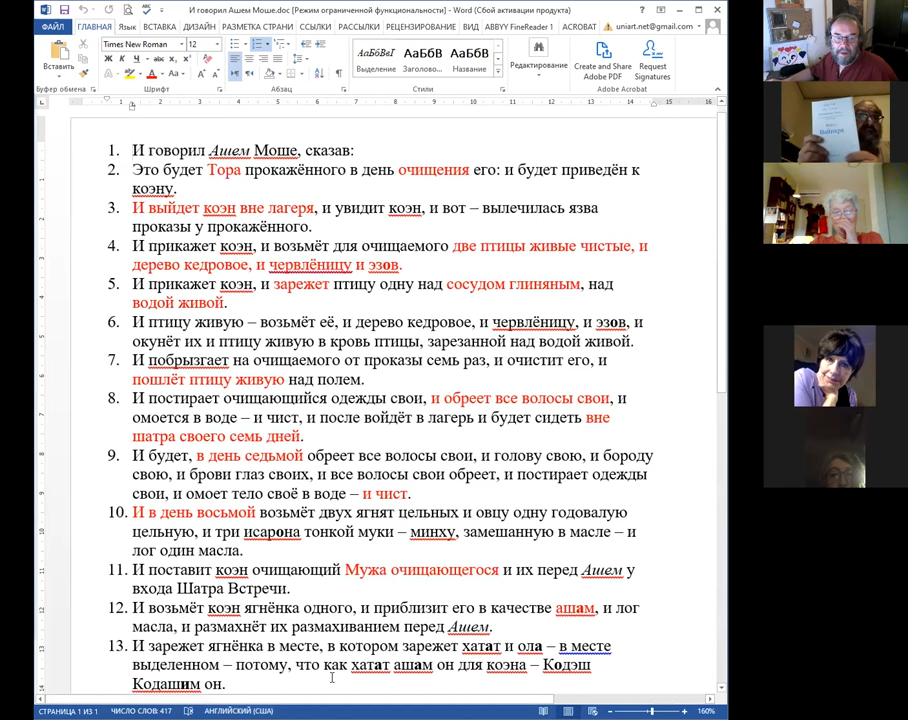 И говорил Ашем Моше.doc [Режим ограниченной функциональности] - Word (Сбой активации продукта)
ФАЙЛ ГЛАВНАЯ Язык ВСТАВКА ДИЗАЙН РАЗМЕТКА СТРАНИ ССЫЛКИ РАССЫЛКИ РЕЦЕНЗИРОВАНИЕ ВИД ABBYY FineReader 1 ACROBAT uniart.net@gmail.com
Times New Roman 12
Вставить
Ж К Ч
АаБбВвГ АаБбВ АаБбВ
Выделение Заголово... Название
Редактирование
Create and Share Adobe PDF
Request Signatures
Буфер обмена Шрифт Абзац Стили Adobe Acrobat
1. И говорил Ашем Моше, сказав:
2. Это будет Тора прокажённого в день очищения его: и будет приведён к
коэну.
3. И выйдет коэн вне лагеря, и увидит коэн, и вот – вылечилась язва
проказы у прокажённого.
4. И прикажет коэн, и возьмёт для очищаемого две птицы живые чистые, и
дерево кедровое, и червлёницу и эзов.
5. И прикажет коэн, и зарежет птицу одну над сосудом глиняным, над
водой живой.
6. И птицу живую – возьмёт её, и дерево кедровое, и червлёницу, и эзов, и
окунёт их и птицу живую в кровь птицы, зарезанной над водой живой.
7. И побрызгает на очищаемого от проказы семь раз, и очистит его, и
пошлёт птицу живую над полем.
8. И постирает очищающийся одежды свои, и обреет все волосы свои, и
омоется в воде – и чист, и после войдёт в лагерь и будет сидеть вне
шатра своего семь дней.
9. И будет, в день седьмой обреет все волосы свои, и голову свою, и бороду
свою, и брови глаз своих, и все волосы свои обреет, и постирает одежды
свои, и омоет тело своё в воде – и чист.
10. И в день восьмой возьмёт двух ягнят цельных и овцу одну годовалую
цельную, и три исарона тонкой муки – минху, замешанную в масле – и
лог один масла.
11. И поставит коэн очищающий Мужа очищающегося и их перед Ашем у
входа Шатра Встречи.
12. И возьмёт коэн ягнёнка одного, и приблизит его в качестве ашам, и лог
масла, и размахнёт их размахиванием перед Ашем.
13. И зарежет ягнёнка в месте, в котором зарежет хатат и ола – в месте
выделенном – потому, что как хатат ашам он для коэна – Кодэш
Кодашим он.
СТРАНИЦА 1 ИЗ 1 ЧИСЛО СЛОВ: 417 АНГЛИЙСКИЙ (США) 160%